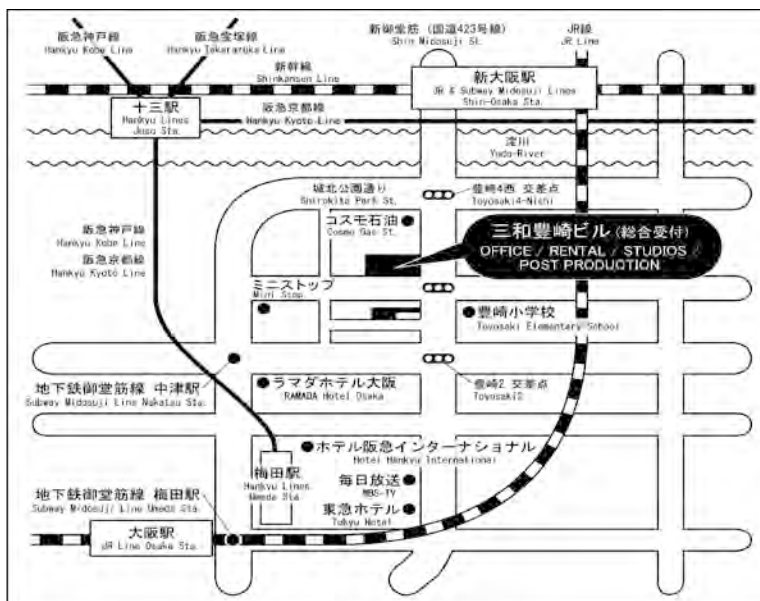 阪急神戸線
Hankyu Kobe Line
阪急宝塚線
Hankyu Takarazuka Line
新御堂筋 (国道423号線)
Shin Midosuji St.
JR線
JR Line
新幹線
Shinkansen Line
新大阪駅
JR & Subway Midosuji Lines
Shin-Osaka Sta.
十三駅
Hankyu Lines
Juso Sta.
阪急京都線
Hankyu Kyoto Line
淀川
Yodo-River
城北公園通り
Shirokita Park St.
豊崎4西 交差点
Toyosaki4-Nishi
コスモ石油
Cosmo Gas St.
三和豊崎ビル (総合受付)
OFFICE / RENTAL / STUDIOS /
POST PRODUCTION
阪急神戸線
Hankyu Kobe Line
阪急京都線
Hankyu Kyoto Line
ミニストップ
Mini Stop
豊崎小学校
Toyosaki Elementary School
地下鉄御堂筋線 中津駅
Subway Midosuji Line Nakatsu Sta.
ラマダホテル大阪
RAMADA Hotel Osaka
豊崎2 交差点
Toyosaki2
ホテル阪急インターナショナル
Hotel Hankyu International
梅田駅
Hankyu Lines
Umeda Sta.
毎日放送
MBS-TV
地下鉄御堂筋線 梅田駅
Subway Midosuji Line Umeda Sta.
東急ホテル
Tokyu Hotel
大阪駅
JR Line Osaka Sta.